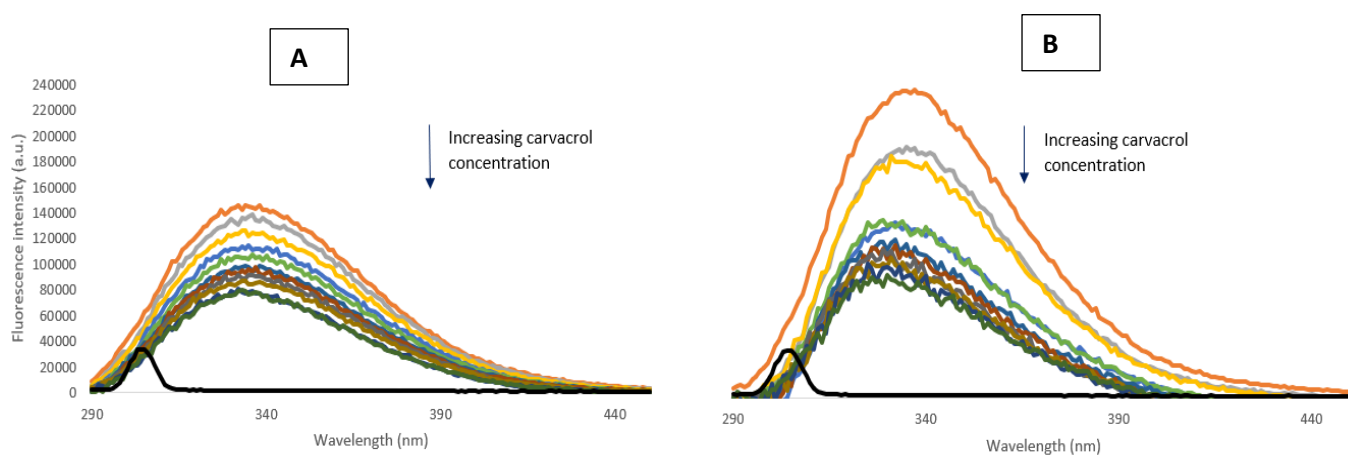 A
B
240000
220000
200000
180000
160000
140000
120000
100000
80000
60000
40000
20000
0
Fluorescence intensity (a.u.)
Increasing carvacrol
concentration
290
340
390
440
Wavelength (nm)
Increasing carvacrol
concentration
290
340
390
440
Wavelength (nm)